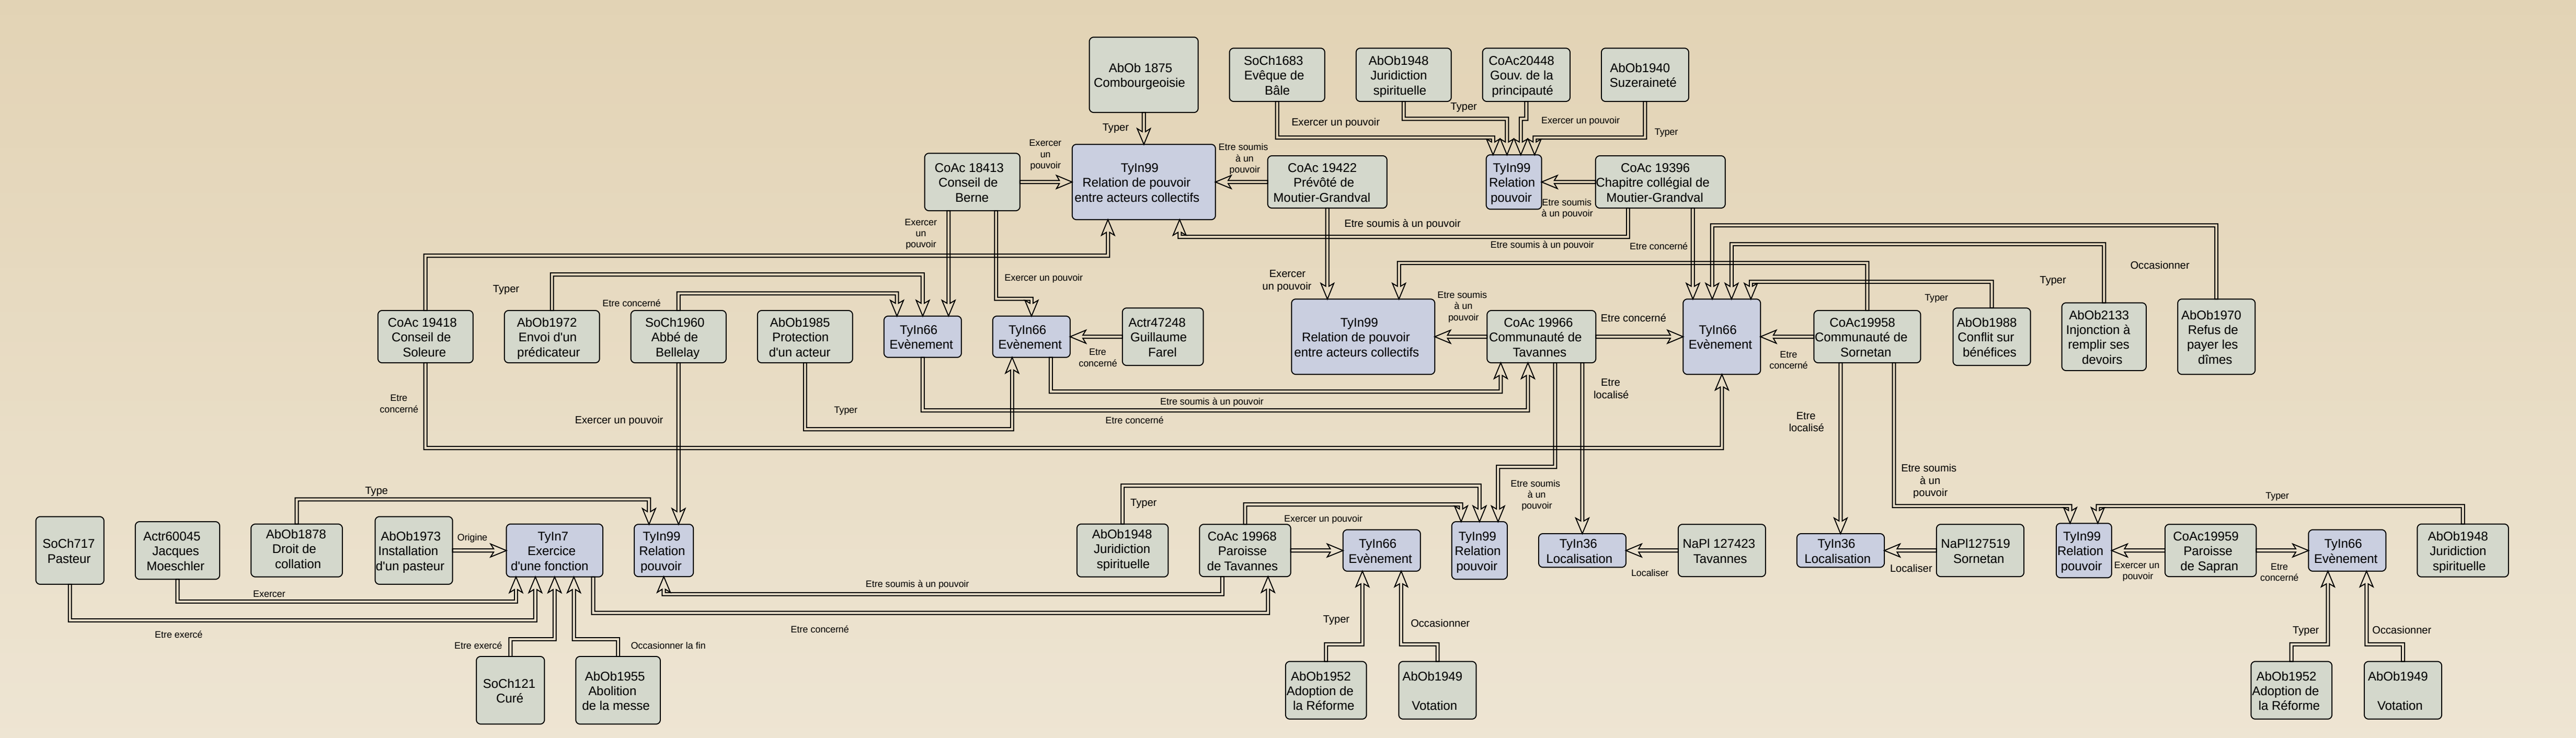 AbOb 1875
Combourgeoisie
SoCh1683
Evêque de
Bâle
AbOb1948
Juridiction
spirituelle
CoAc20448
Gouv. de la
principauté
AbOb1940
Suzeraineté
Typer
Exercer un pouvoir
Typer
Exercer un pouvoir
Typer
Exercer
un
pouvoir
Etre soumis
à un
pouvoir
CoAc 18413
Conseil de
Berne
TyIn99
Relation de pouvoir
entre acteurs collectifs
CoAc 19422
Prévôté de
Moutier-Grandval
TyIn99
Relation
pouvoir
CoAc 19396
Chapitre collégial de
Moutier-Grandval
Etre soumis
à un pouvoir
Exercer
un
pouvoir
Etre soumis à un pouvoir
Etre soumis à un pouvoir
Etre concerné
Exercer un pouvoir
Exercer
un pouvoir
Typer
Occasionner
Typer
Etre concerné
Etre soumis
à un
pouvoir
Typer
CoAc 19418
Conseil de
Soleure
AbOb1972
Envoi d'un
prédicateur
SoCh1960
Abbé de
Bellelay
AbOb1985
Protection
d'un acteur
TyIn66
Evènement
TyIn66
Evènement
Etre
concerné
Actr47248
Guillaume
Farel
TyIn99
Relation de pouvoir
entre acteurs collectifs
CoAc 19966
Communauté de
Tavannes
Etre concerné
TyIn66
Evènement
Etre
concerné
CoAc19958
Communauté de
Sornetan
AbOb1988
Conflit sur
bénéfices
AbOb2133
Injonction à
remplir ses
devoirs
AbOb1970
Refus de
payer les
dîmes
Etre
concerné
Exercer un pouvoir
Typer
Etre soumis à un pouvoir
Etre concerné
Etre
localisé
Etre
localisé
Etre soumis
à un
pouvoir
Type
Typer
Etre soumis
à un
pouvoir
Typer
Exercer un pouvoir
SoCh717
Pasteur
Actr60045
Jacques
Moeschler
AbOb1878
Droit de
collation
AbOb1973
Installation
d'un pasteur
Origine
TyIn7
Exercice
d'une fonction
TyIn99
Relation
pouvoir
AbOb1948
Juridiction
spirituelle
CoAc 19968
Paroisse
de Tavannes
TyIn66
Evènement
TyIn99
Relation
pouvoir
TyIn36
Localisation
Localiser
NaPl 127423
Tavannes
TyIn36
Localisation
Localiser
NaPl127519
Sornetan
TyIn99
Relation
pouvoir
Exercer un
pouvoir
CoAc19959
Paroisse
de Sapran
Etre
concerné
TyIn66
Evènement
AbOb1948
Juridiction
spirituelle
Exercer
Etre soumis à un pouvoir
Etre exercé
Etre concerné
Etre exercé
Occasionner la fin
Typer
Occasionner
Typer
Occasionner
SoCh121
Curé
AbOb1955
Abolition
de la messe
AbOb1952
Adoption de
la Réforme
AbOb1949
Votation
AbOb1952
Adoption de
la Réforme
AbOb1949
Votation